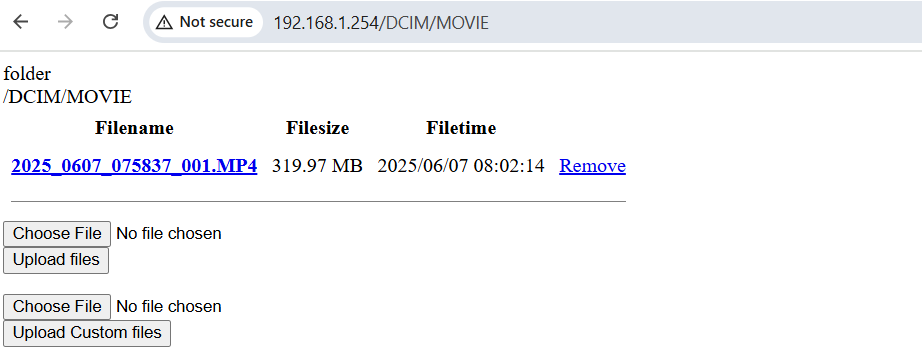 Not secure 192.168.1.254/DCIM/MOVIE
folder
/DCIM/MOVIE
Filename Filesize Filetime
2025_0607_075837_001.MP4 319.97 MB 2025/06/07 08:02:14 Remove
Choose File No file chosen
Upload files
Choose File No file chosen
Upload Custom files